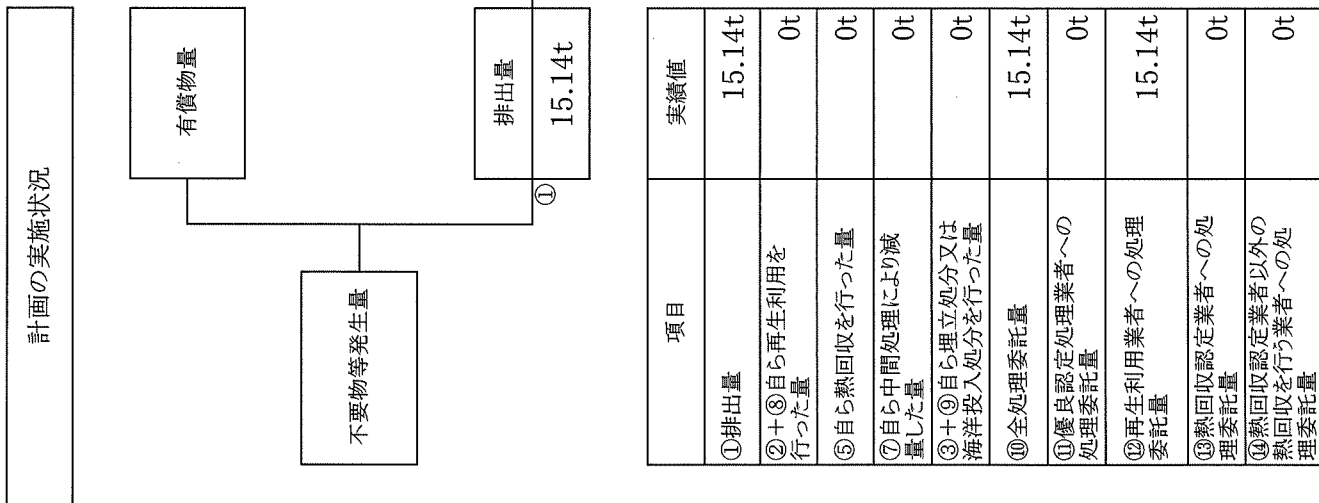 計画の実施状況
有償物量
不要物等発生量
排出量
①
15.14t
項目
実績値
①排出量
15.14t
②+⑧自ら再生利用を
行った量
0t
⑤自ら熱回収を行った量
0t
⑦自ら中間処理により減
量した量
0t
③+⑨自ら埋立処分又は
海洋投入処分を行った量
0t
⑩全処理委託量
15.14t
⑪優良認定処理業者への
処理委託量
0t
⑫再生利用業者への処理
委託量
15.14t
⑬熱回収認定業者への処
理委託量
0t
⑭熱回収認定業者以外の
熱回収を行う業者への処
理委託量
0t